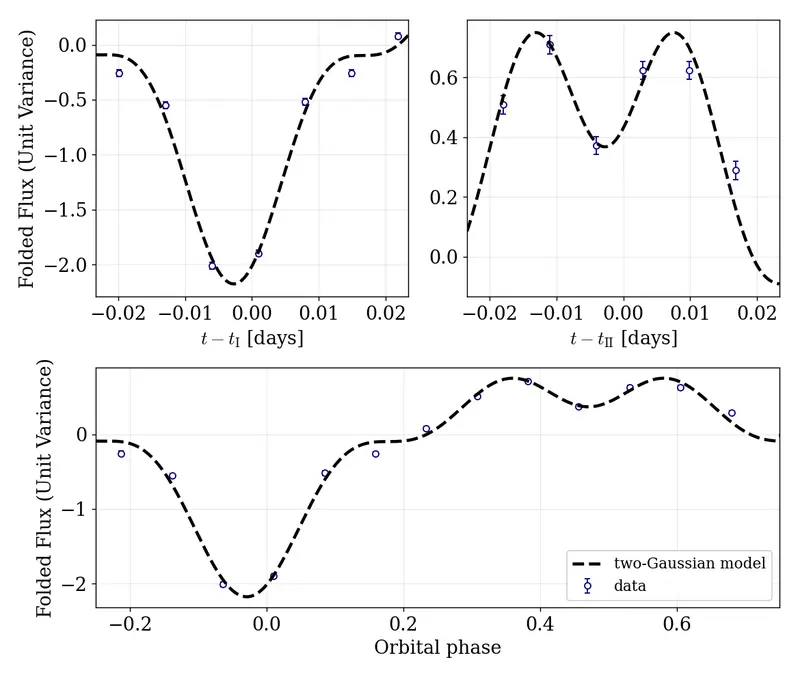 Folded Flux (Unit Variance)
0.0
−0.5
−1.0
−1.5
−2.0
−0.02 −0.01 0.00 0.01 0.02
t − t_I [days]
0.6
0.4
0.2
0.0
−0.02 −0.01 0.00 0.01 0.02
t − t_II [days]
Folded Flux (Unit Variance)
0
−1
−2
−0.2 0.0 0.2 0.4 0.6
Orbital phase
two-Gaussian model
data